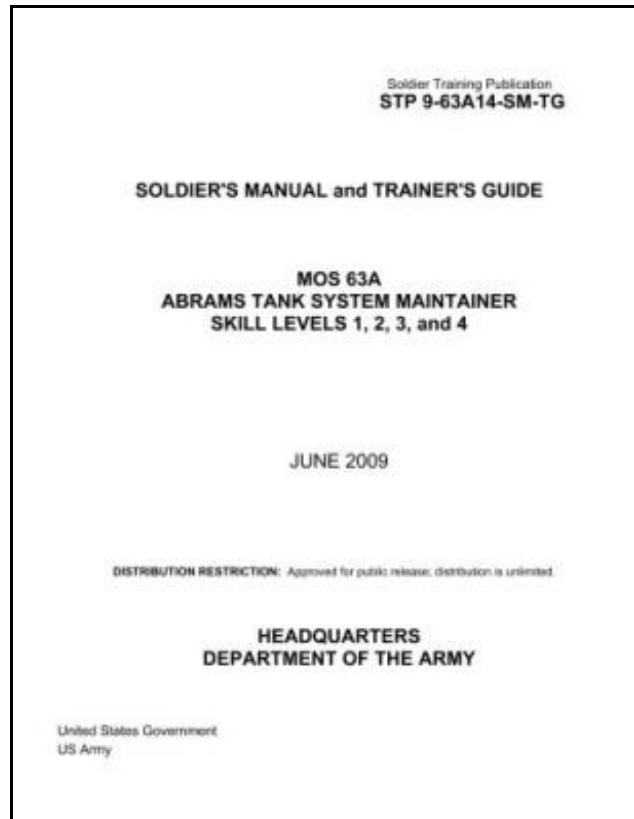 Soldier Training Publication
STP 9-63A14-SM-TG
SOLDIER'S MANUAL and TRAINER'S GUIDE
MOS 63A
ABRAMS TANK SYSTEM MAINTAINER
SKILL LEVELS 1, 2, 3, and 4
JUNE 2009
DISTRIBUTION RESTRICTION: Approved for public release; distribution is unlimited.
HEADQUARTERS
DEPARTMENT OF THE ARMY
United States Government
US Army